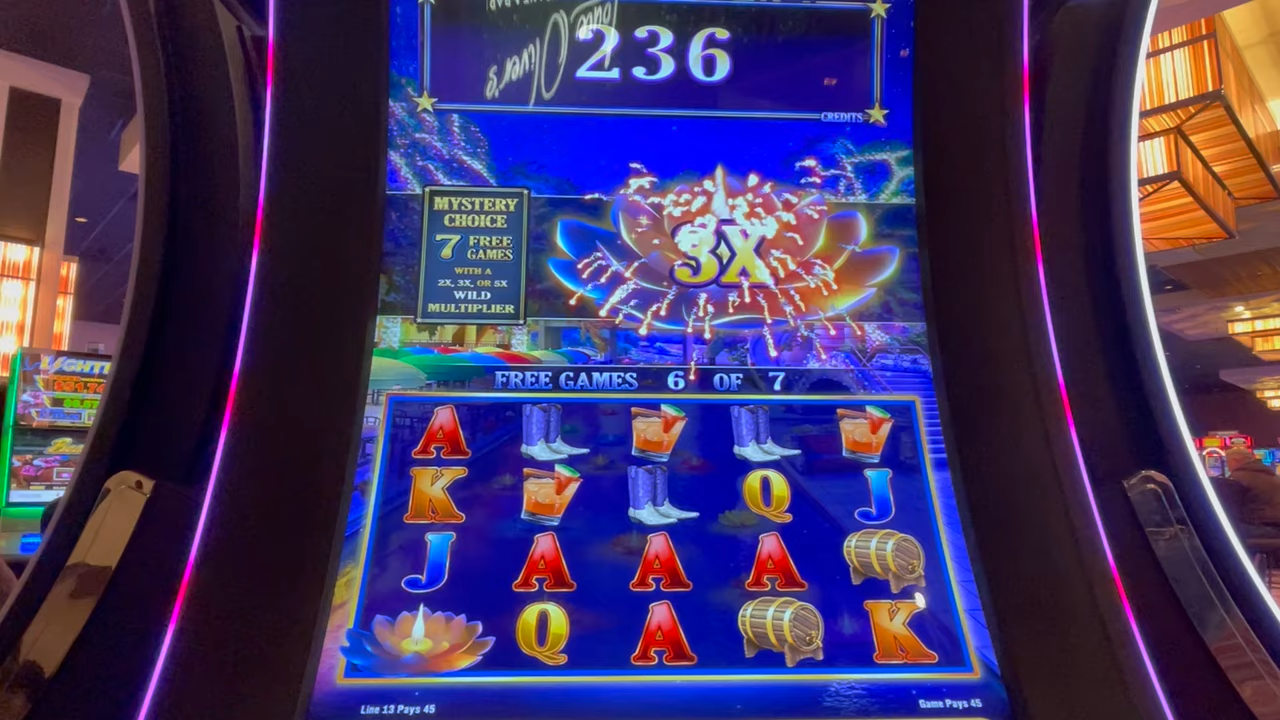 236
CREDITS
MYSTERY
CHOICE
7 FREE
GAMES
WITH A
2X, 3X, OR 5X
WILD
MULTIPLIER
3X
FREE GAMES 6 OF 7
A
K
Q
J
J
A
A
A
Q
A
K
Line 13 Pays 45
Game Pays 45